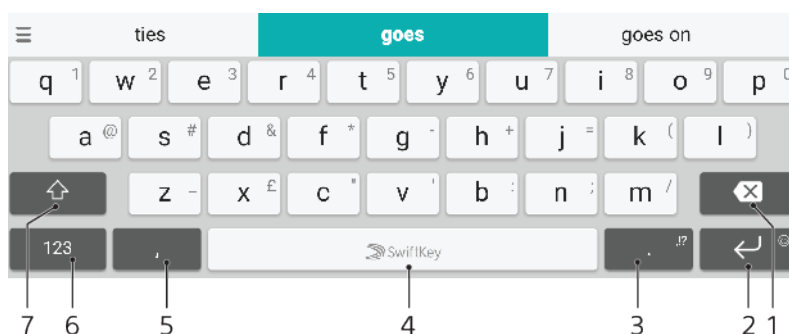 ties goes goes on
q 1 w 2 e 3 r 4 t 5 y 6 u 7 i 8 o 9 p 0
a @ s # d & f * g - h + j = k ( l )
z _ x £ c " v ' b : n ; m /
123 , SwiftKey . ,!?
7 6 5 4 3 2 1